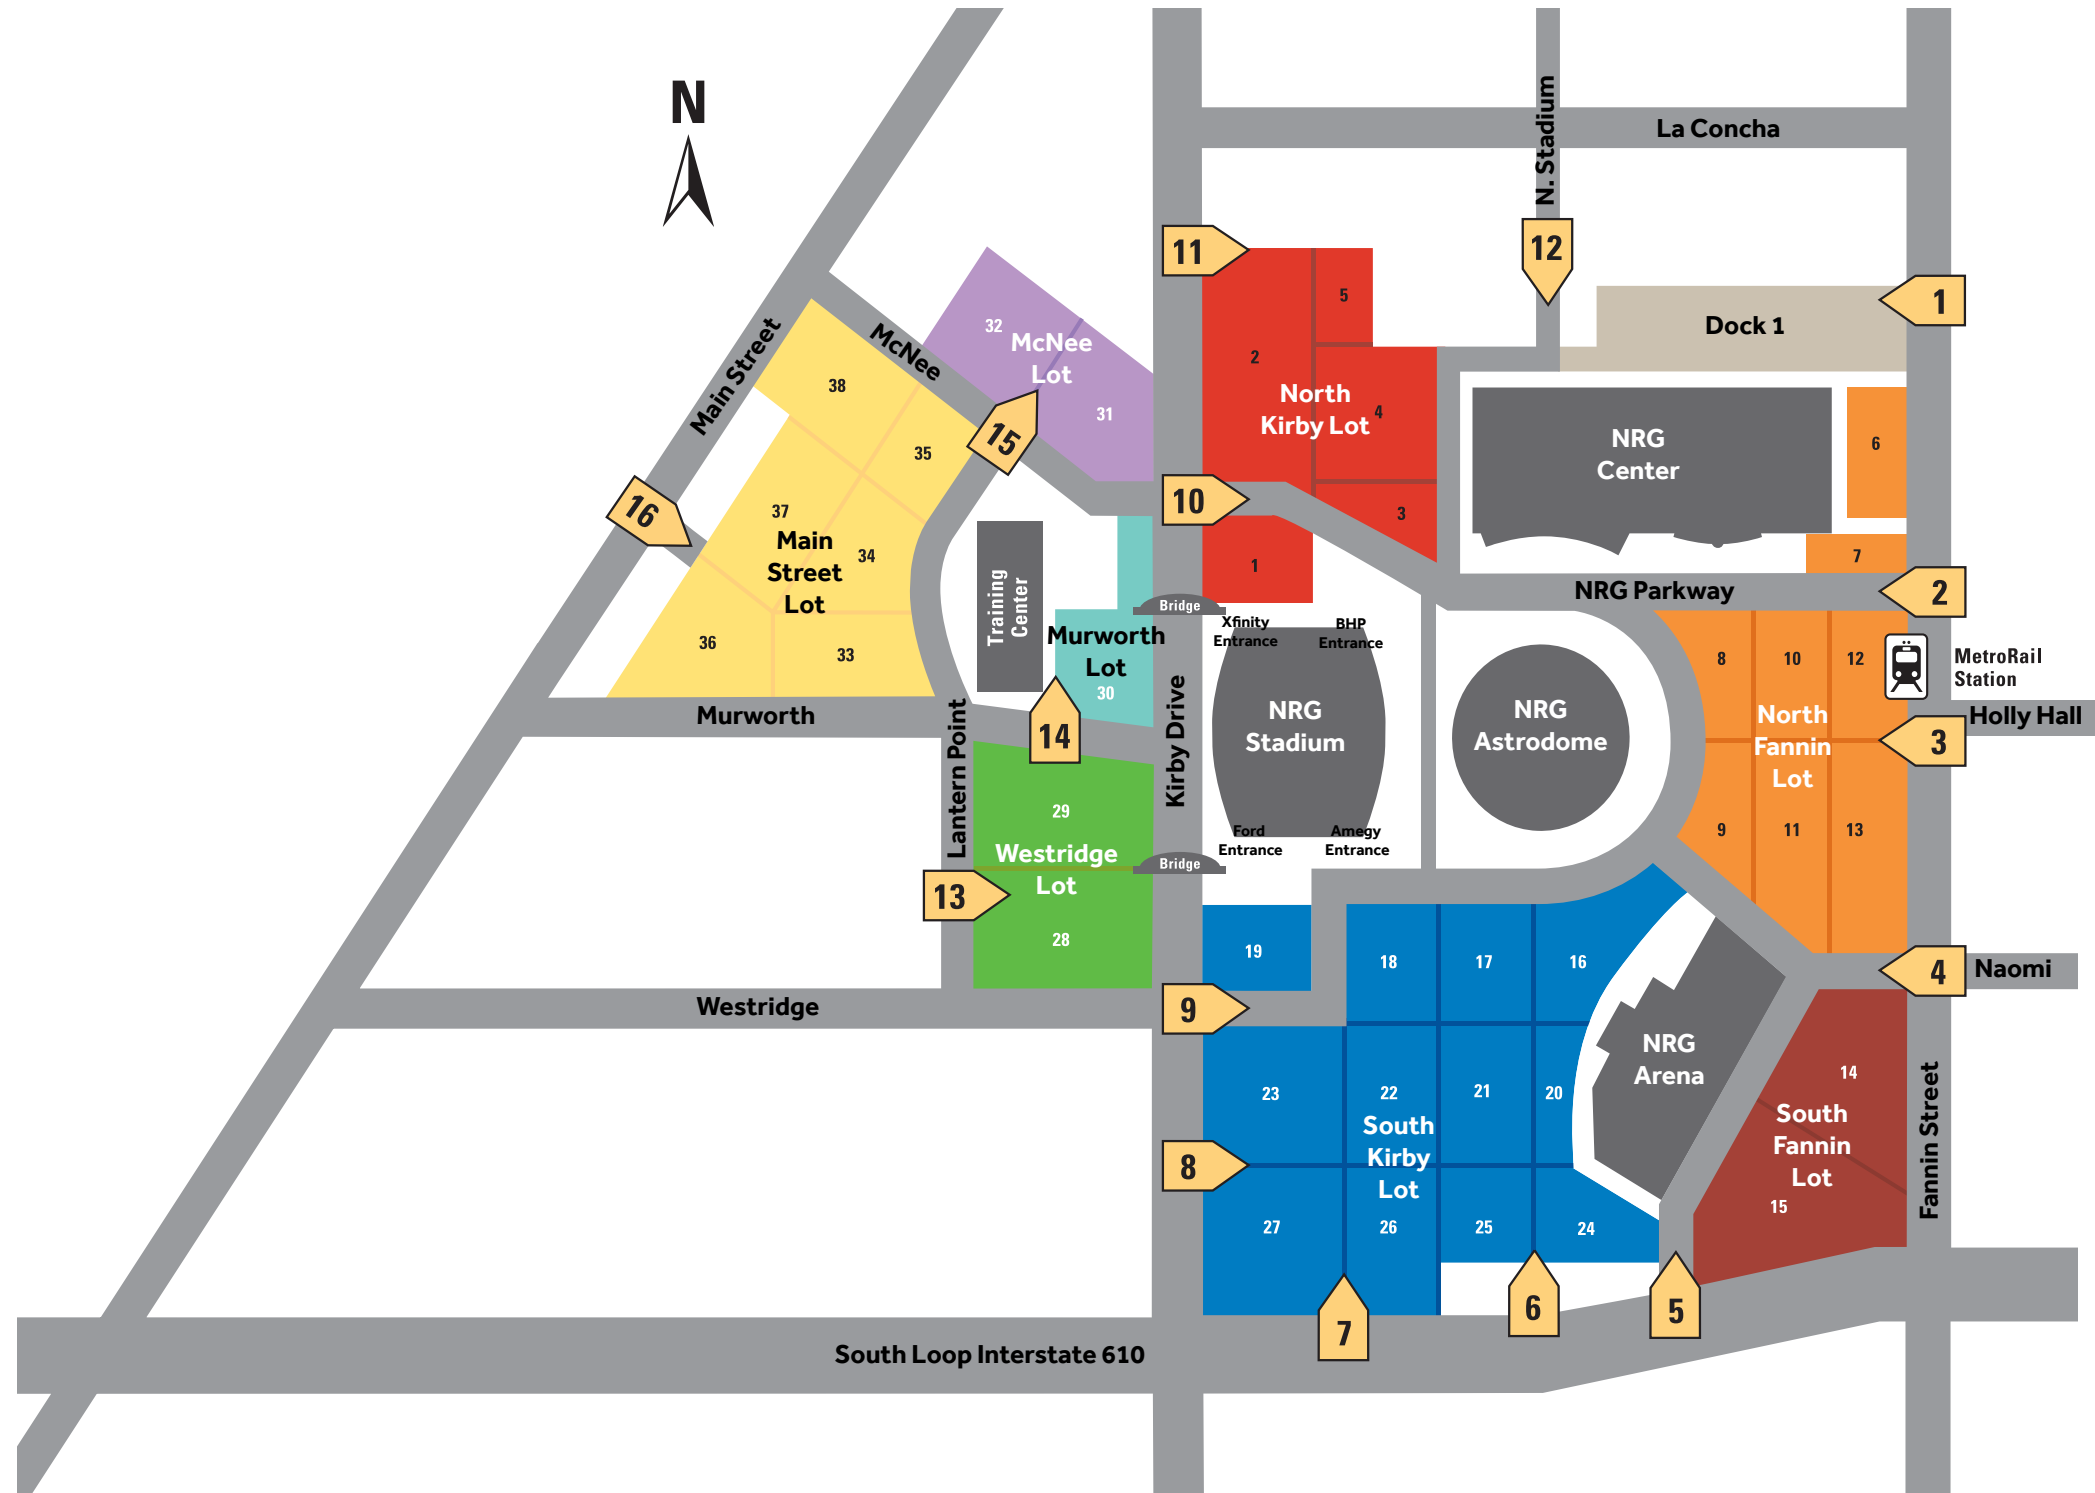 N
La Concha
N. Stadium
11
12
1
Dock 1
5
2
32
McNee
Lot
31
McNee
Main Street
38
North
Kirby Lot
4
NRG
Center
6
15
35
16
37
Main
Street
Lot
34
10
3
1
7
NRG Parkway
2
36
33
Training
Center
Bridge
Xfinity
Entrance
BHP
Entrance
Murworth
Lot
30
8
10
12
MetroRail
Station
Murworth
14
Kirby Drive
NRG
Stadium
NRG
Astrodome
North
Fannin
Lot
3
Holly Hall
Lantern Point
29
Westridge
Lot
Bridge
Ford
Entrance
Amegy
Entrance
9
11
13
13
28
19
18
17
16
4
Naomi
Westridge
9
NRG
Arena
23
22
21
20
14
South
Kirby
Lot
South
Fannin
Lot
Fannin Street
8
15
27
26
25
24
7
6
5
South Loop Interstate 610